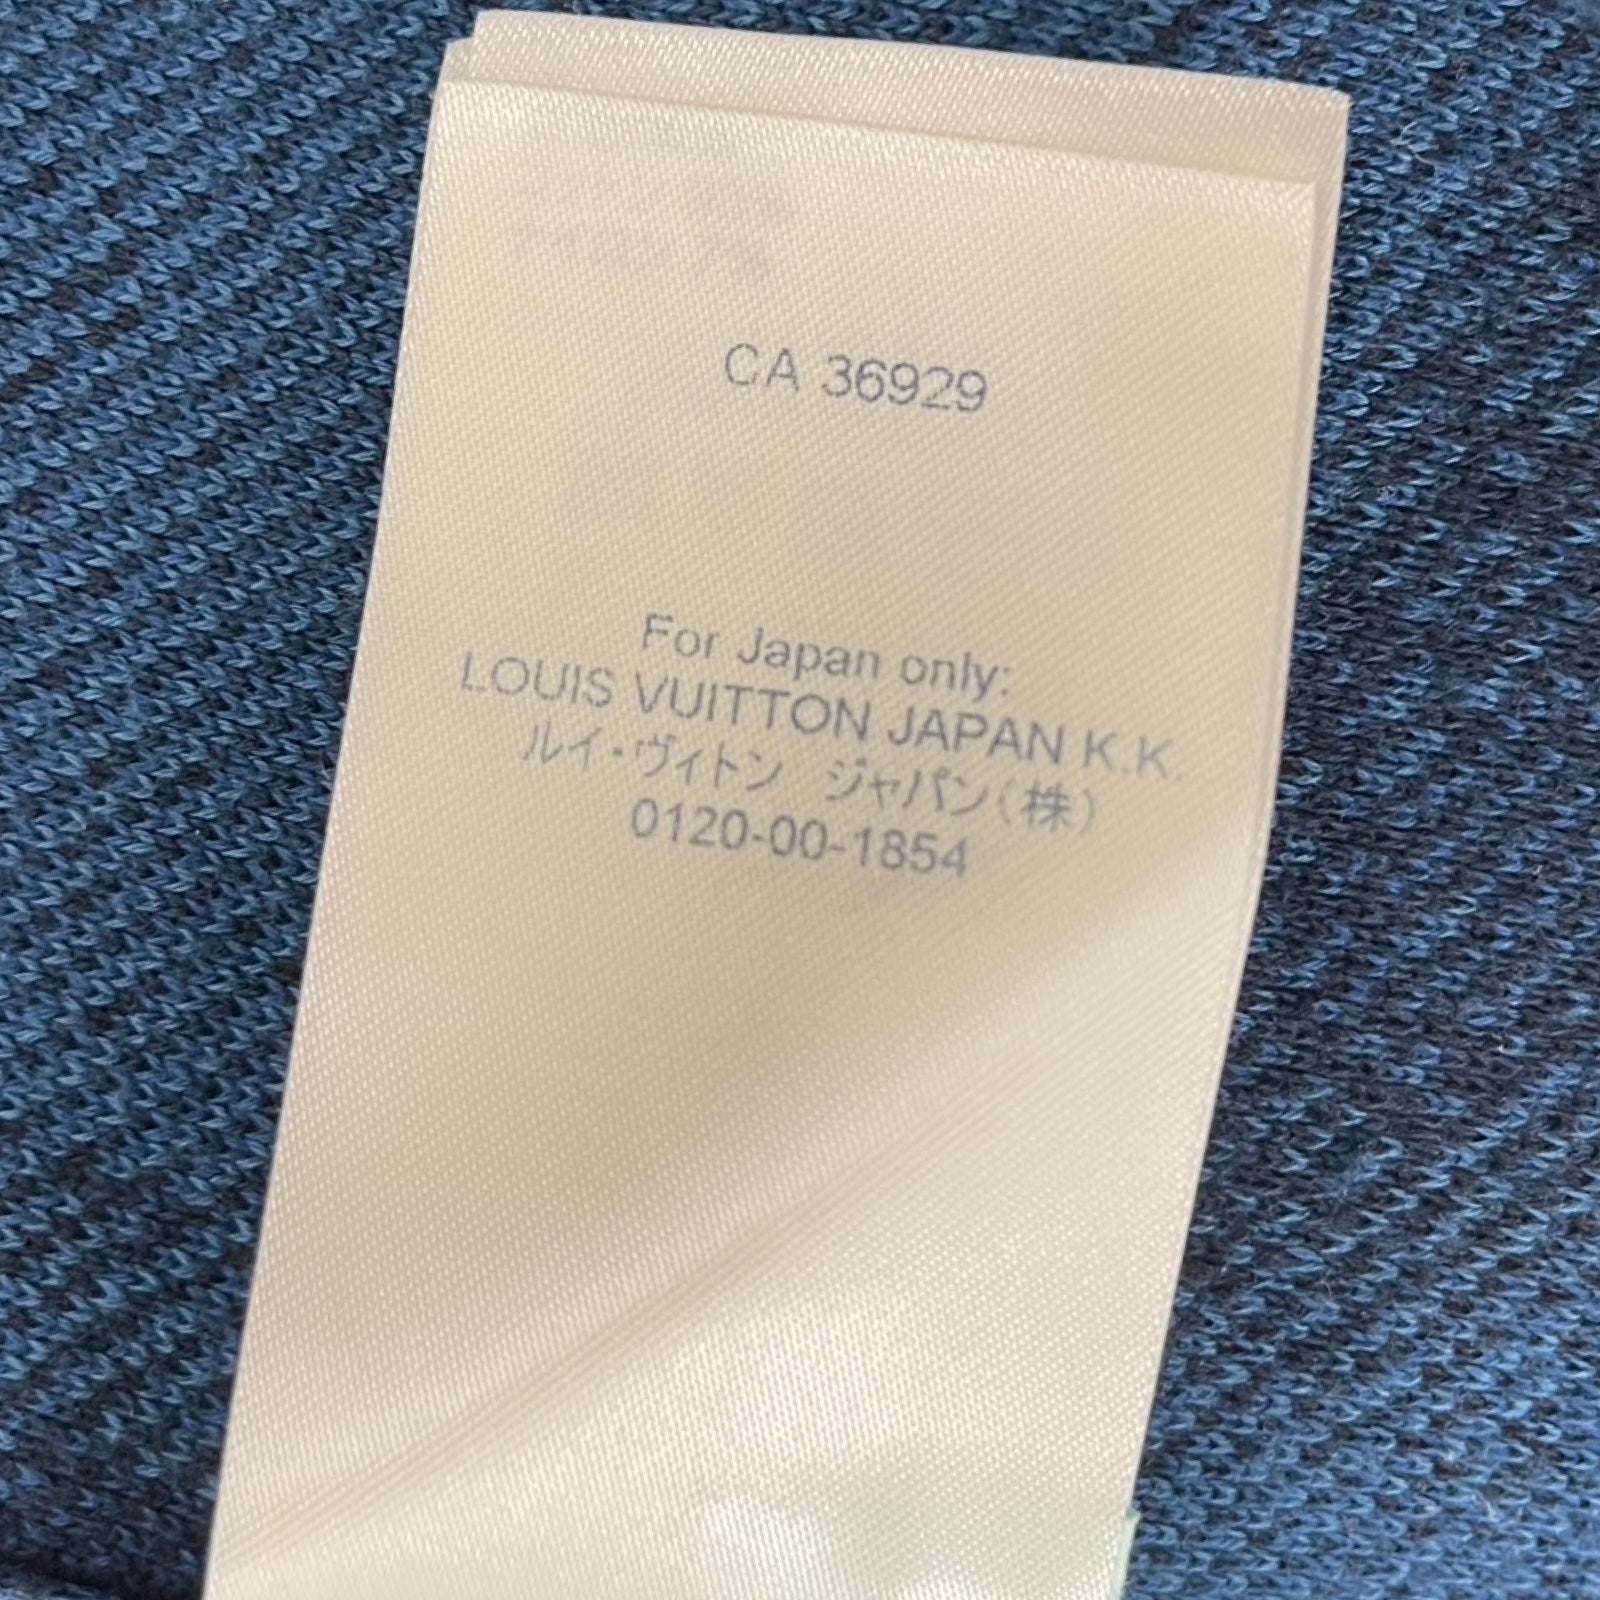 CA 36929
For Japan only:
LOUIS VUITTON JAPAN K.K.
ルイ・ヴィトン ジャパン(株)
0120-00-1854